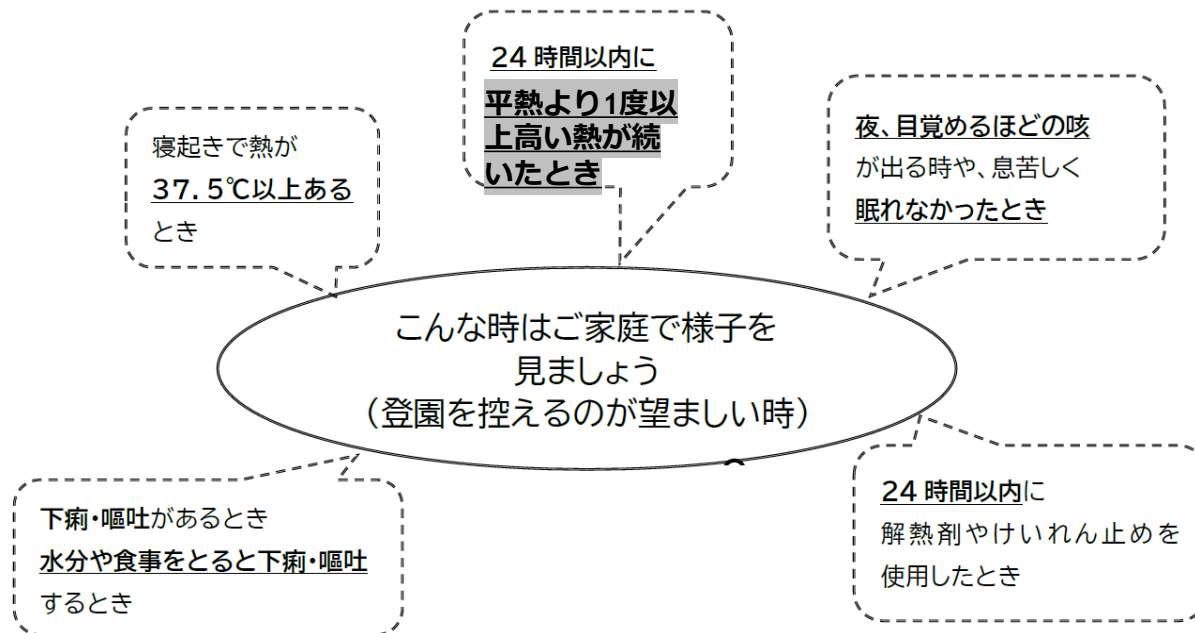 24 時間以内に
平熱より1度以
上高い熱が続
いたとき
寝起きで熱が
37.5℃以上ある
とき
夜、目覚めるほどの咳
が出る時や、息苦しく
眠れなかったとき
こんな時はご家庭で様子を
見ましょう
(登園を控えるのが望ましい時)
下痢・嘔吐があるとき
水分や食事をとると下痢・嘔吐
するとき
24 時間以内に
解熱剤やけいれん止めを
使用したとき